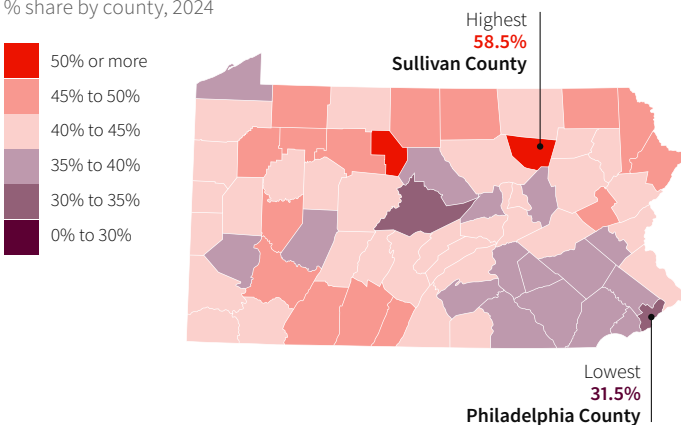 % share by county, 2024
50% or more
45% to 50%
40% to 45%
35% to 40%
30% to 35%
0% to 30%
Highest
58.5%
Sullivan County
Lowest
31.5%
Philadelphia County